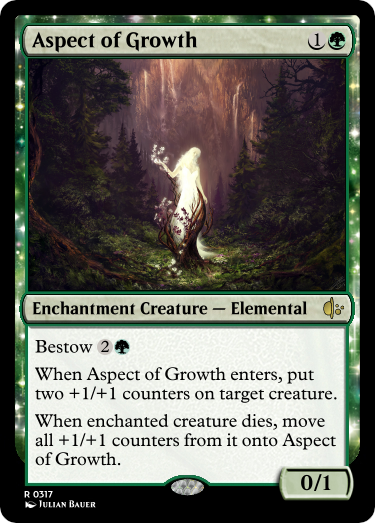 Aspect of Growth 1
Enchantment Creature — Elemental
Bestow 2
When Aspect of Growth enters, put
two +1/+1 counters on target creature.
When enchanted creature dies, move
all +1/+1 counters from it onto Aspect
of Growth.
0/1
R 0317
Julian Bauer